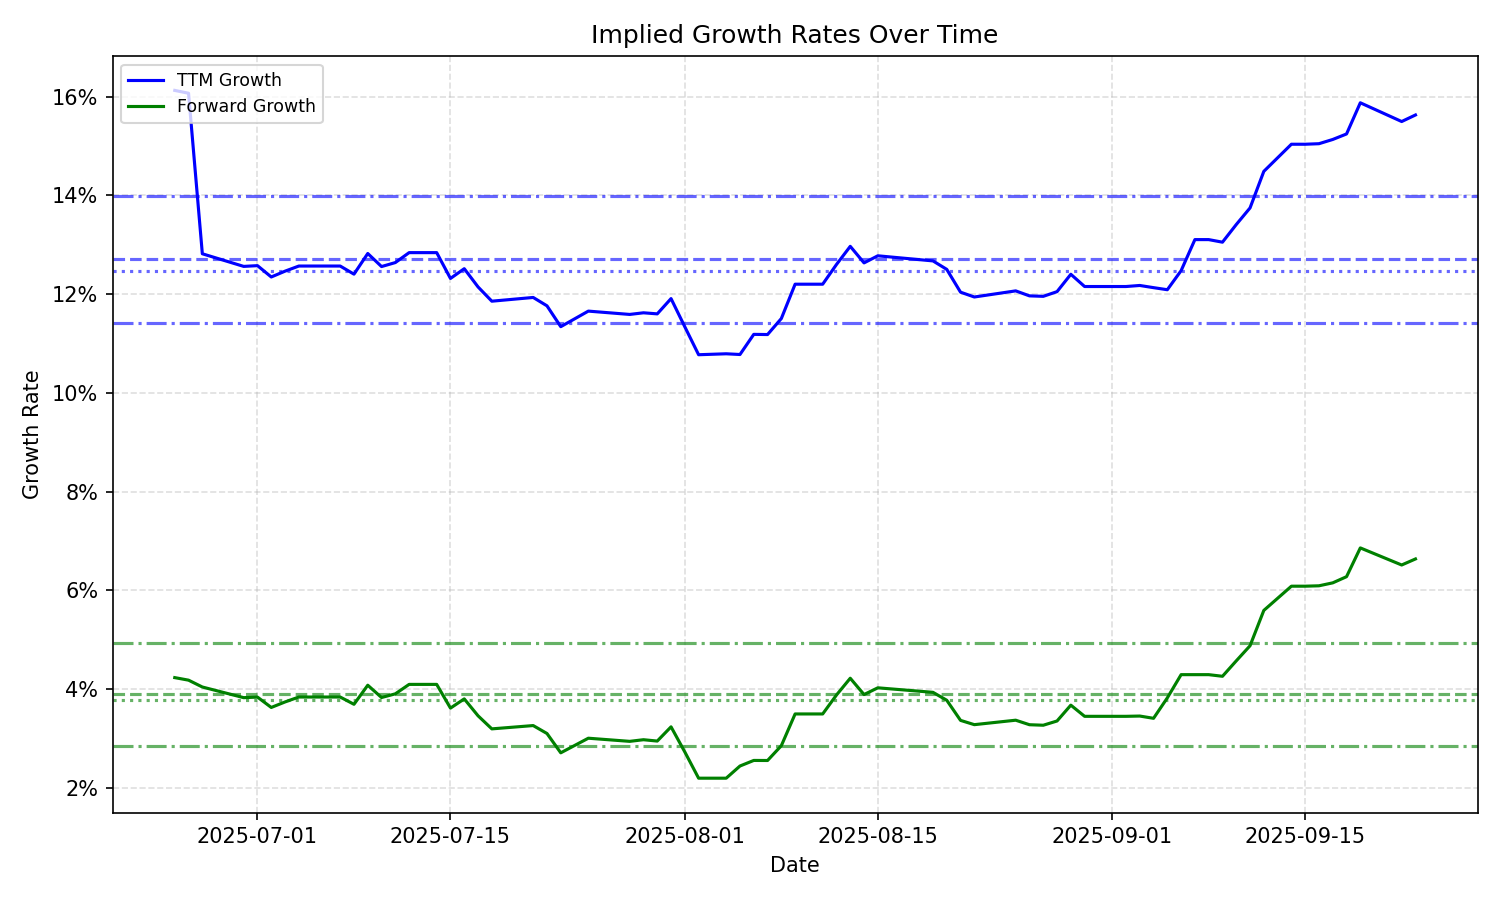 Implied Growth Rates Over Time
TTM Growth
Forward Growth
16%
14%
12%
10%
8%
6%
4%
2%
Growth Rate
2025-07-01
2025-07-15
2025-08-01
2025-08-15
2025-09-01
2025-09-15
Date